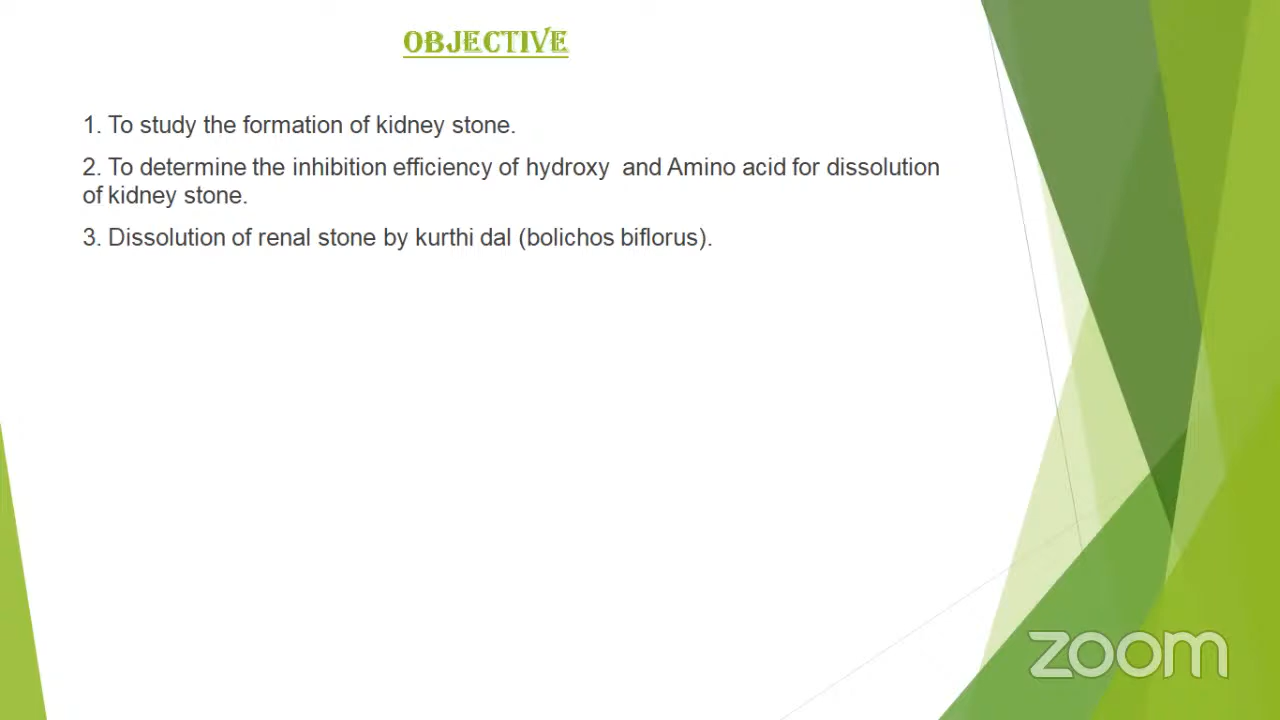 OBJECTIVE
1. To study the formation of kidney stone.
2. To determine the inhibition efficiency of hydroxy and Amino acid for dissolution
of kidney stone.
3. Dissolution of renal stone by kurthi dal (bolichos biflorus).
zoom